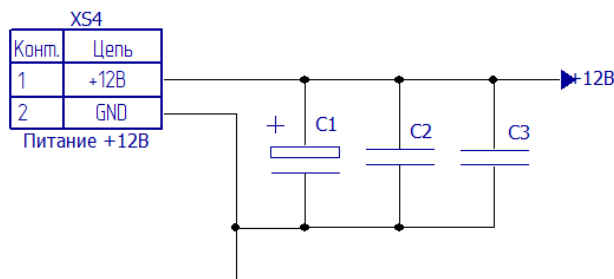 XS4
Конт. Цепь
1 +12В
2 GND
Питание +12В
+ C1
C2
C3
+12В